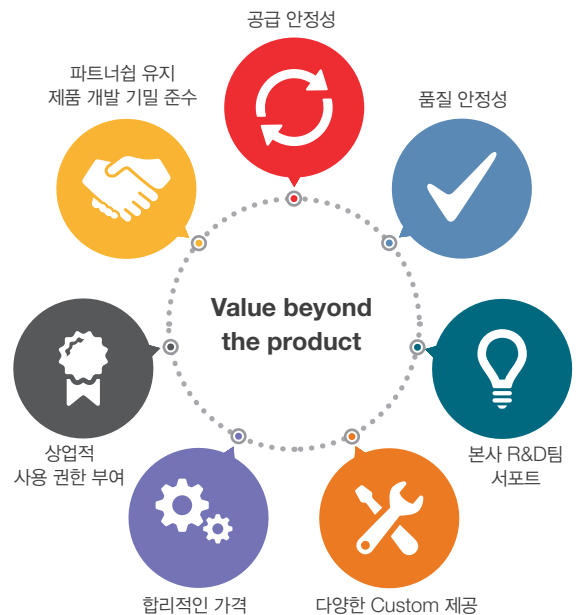 공급 안정성
파트너쉽 유지
제품 개발 기밀 준수
품질 안정성
Value beyond
the product
상업적
사용 권한 부여
본사 R&D팀
서포트
합리적인 가격
다양한 Custom 제공